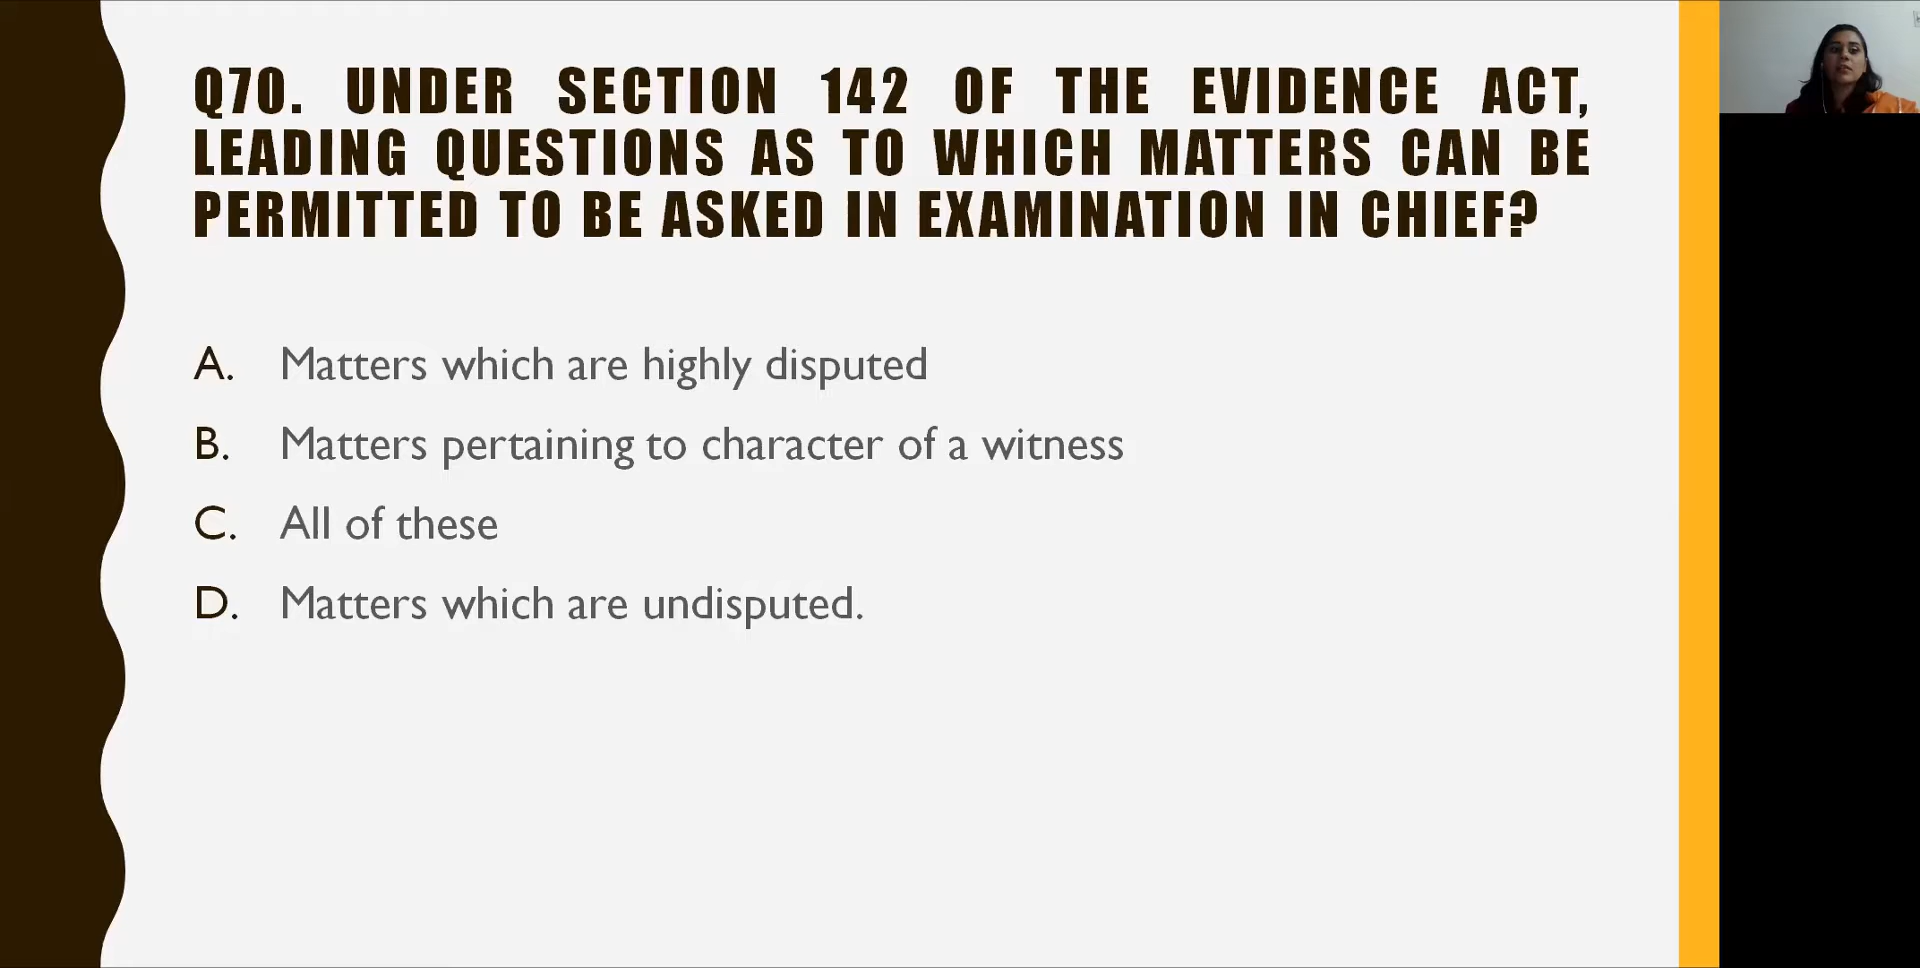 Q70. UNDER SECTION 142 OF THE EVIDENCE ACT,
LEADING QUESTIONS AS TO WHICH MATTERS CAN BE
PERMITTED TO BE ASKED IN EXAMINATION IN CHIEF?
A. Matters which are highly disputed
B. Matters pertaining to character of a witness
C. All of these
D. Matters which are undisputed.